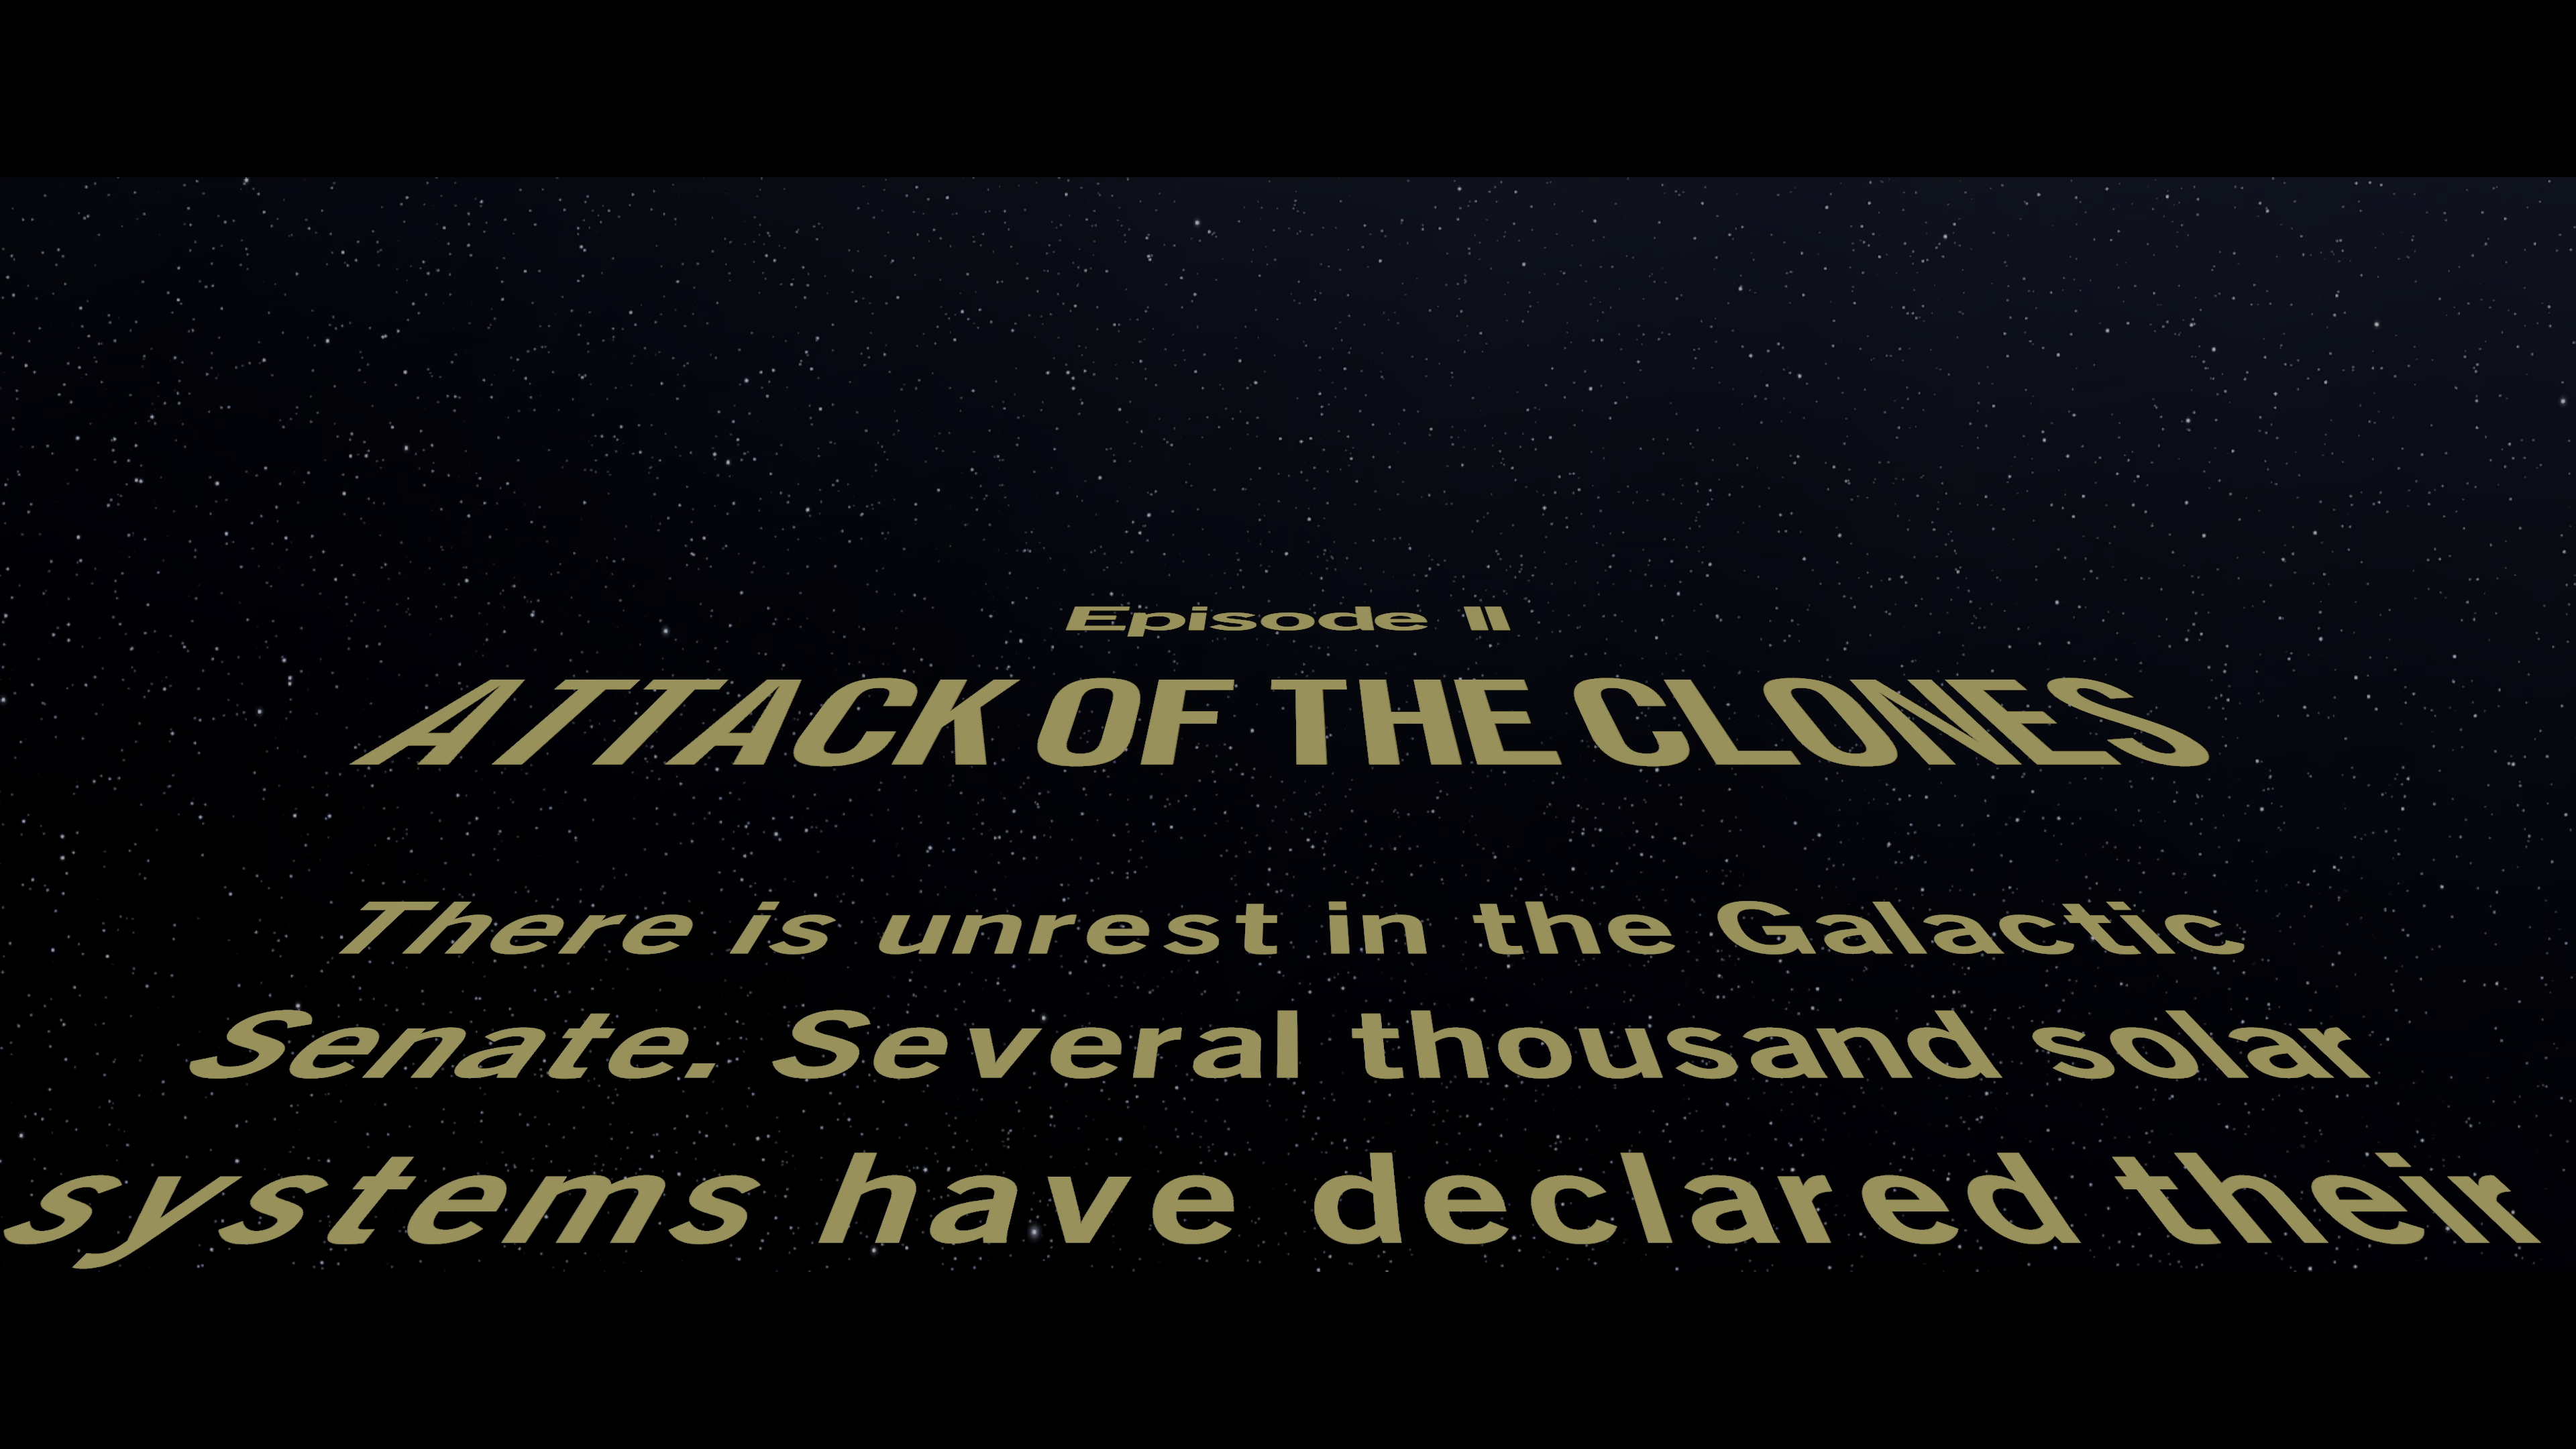 Episode II
ATTACK OF THE CLONES
There is unrest in the Galactic
Senate. Several thousand solar
systems have declared their